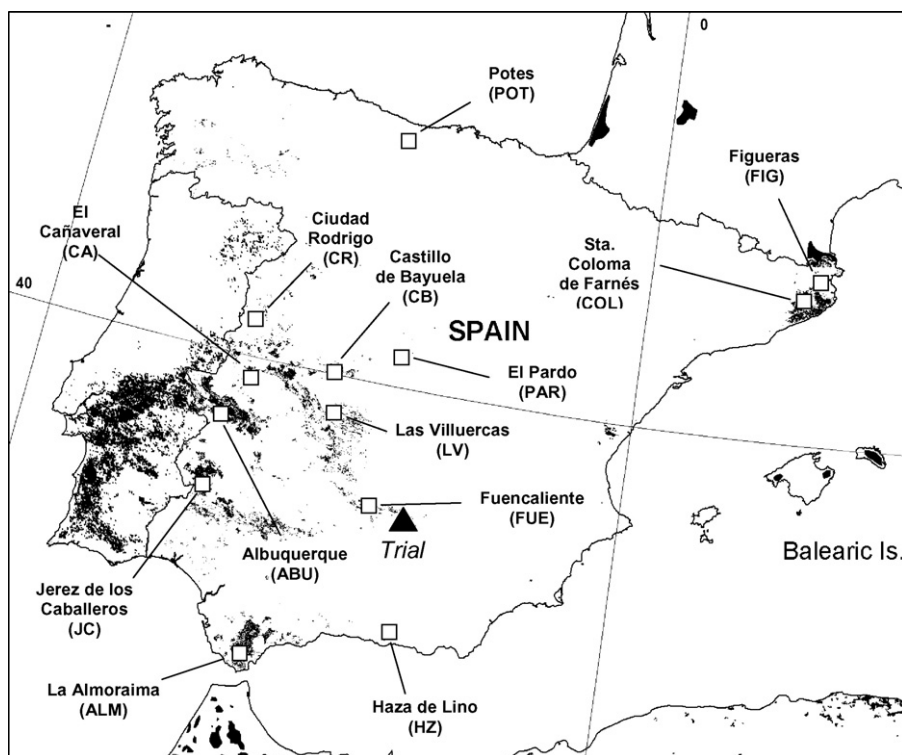 -
0
Potes
(POT)
Figueras
(FIG)
El
Cañaveral
(CA)
Ciudad
Rodrigo
(CR)
Castillo
de Bayuela
(CB)
Sta.
Coloma
de Farnés
(COL)
40
SPAIN
El Pardo
(PAR)
Las Villuercas
(LV)
Fuencaliente
(FUE)
Trial
Albuquerque
(ABU)
Balearic Is.
Jerez de los
Caballeros
(JC)
La Almoraima
(ALM)
Haza de Lino
(HZ)